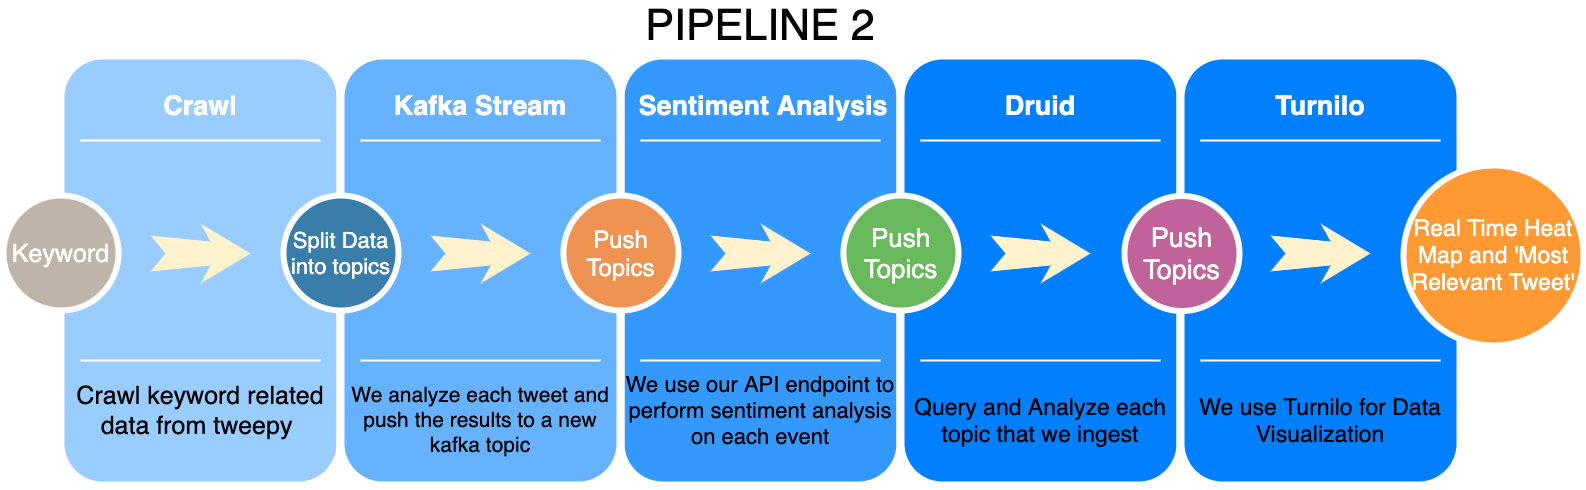 PIPELINE 2
Crawl
Kafka Stream
Sentiment Analysis
Druid
Turnilo
Keyword
Split Data
into topics
Push
Topics
Push
Topics
Push
Topics
Real Time Heat
Map and 'Most
Relevant Tweet'
Crawl keyword related
data from tweepy
We analyze each tweet and
push the results to a new
kafka topic
We use our API endpoint to
perform sentiment analysis
on each event
Query and Analyze each
topic that we ingest
We use Turnilo for Data
Visualization